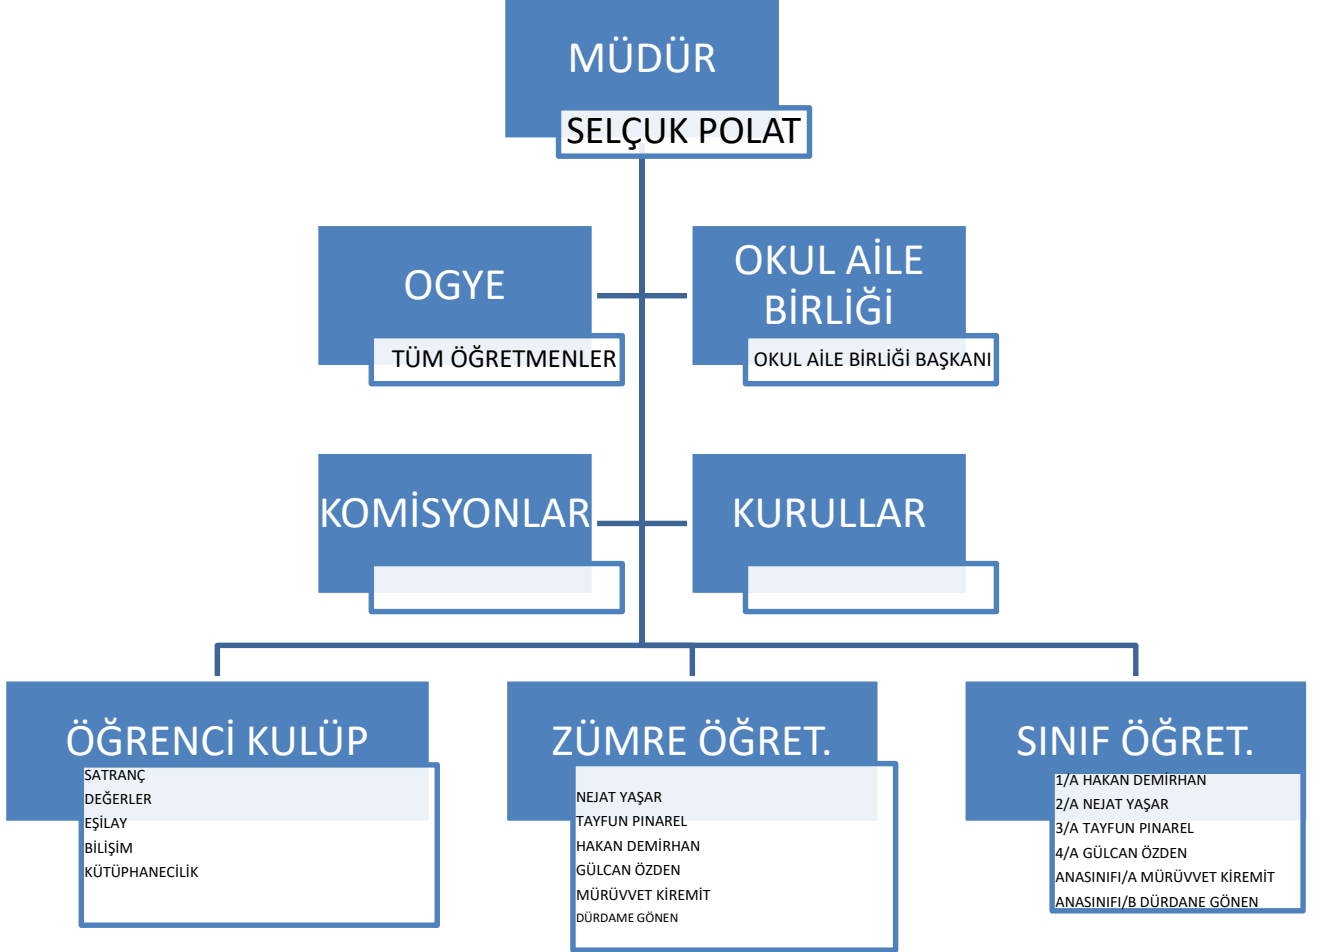 MÜDÜR
SELÇUK POLAT
OGYE
TÜM ÖĞRETMENLER
OKUL AİLE
BİRLİĞİ
OKUL AİLE BİRLİĞİ BAŞKANI
KOMİSYONLAR
KURULLAR
ÖĞRENCİ KULÜP
SATRANÇ
DEĞERLER
EŞİLAY
BİLİŞİM
KÜTÜPHANECİLİK
ZÜMRE ÖĞRET.
NEJAT YAŞAR
TAYFUN PINAREL
HAKAN DEMİRHAN
GÜLCAN ÖZDEN
MÜRÜVVET KİREMİT
DÜRDAME GÖNEN
SINIF ÖĞRET.
1/A HAKAN DEMİRHAN
2/A NEJAT YAŞAR
3/A TAYFUN PINAREL
4/A GÜLCAN ÖZDEN
ANASINIFI/A MÜRÜVVET KİREMİT
ANASINIFI/B DÜRDANE GÖNEN